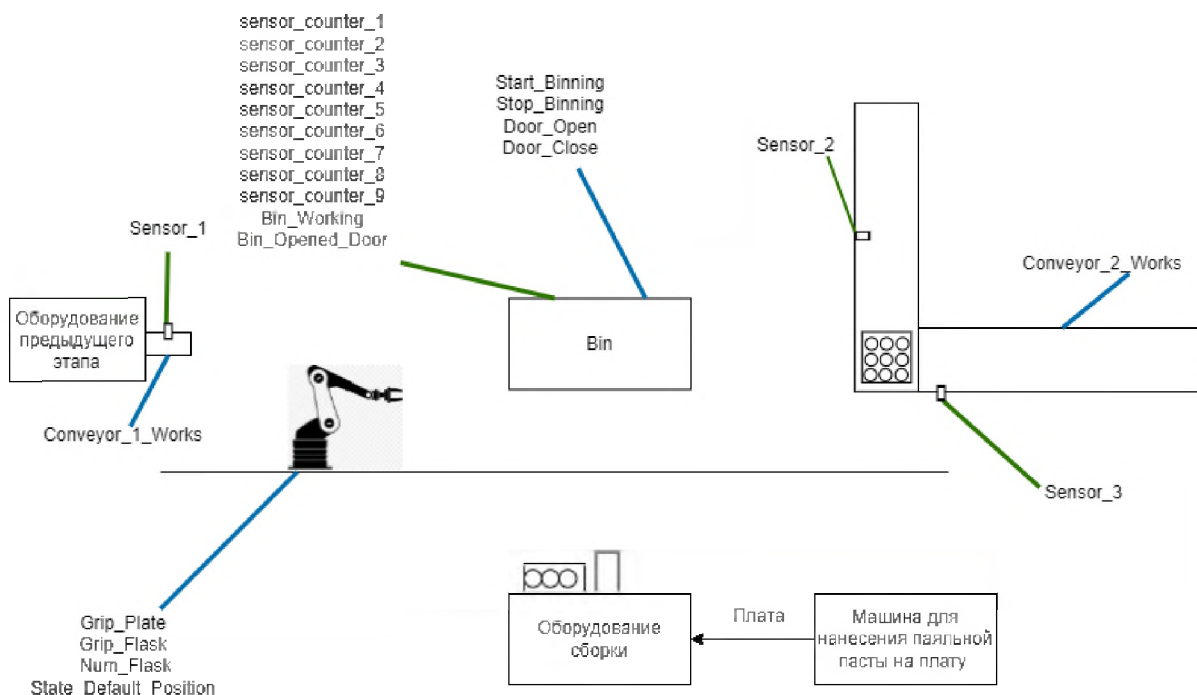 sensor_counter_1
sensor_counter_2
sensor_counter_3
sensor_counter_4
sensor_counter_5
sensor_counter_6
sensor_counter_7
sensor_counter_8
sensor_counter_9
Bin_Working
Bin_Opened_Door
Start_Binning
Stop_Binning
Door_Open
Door_Close
Sensor_2
Sensor_1
Conveyor_2_Works
Оборудование
предыдущего
этапа
Bin
Conveyor_1_Works
Sensor_3
Grip_Plate
Grip_Flask
Num_Flask
State_Default_Position
Оборудование
сборки
Плата
Машина для
нанесения паяльной
пасты на плату